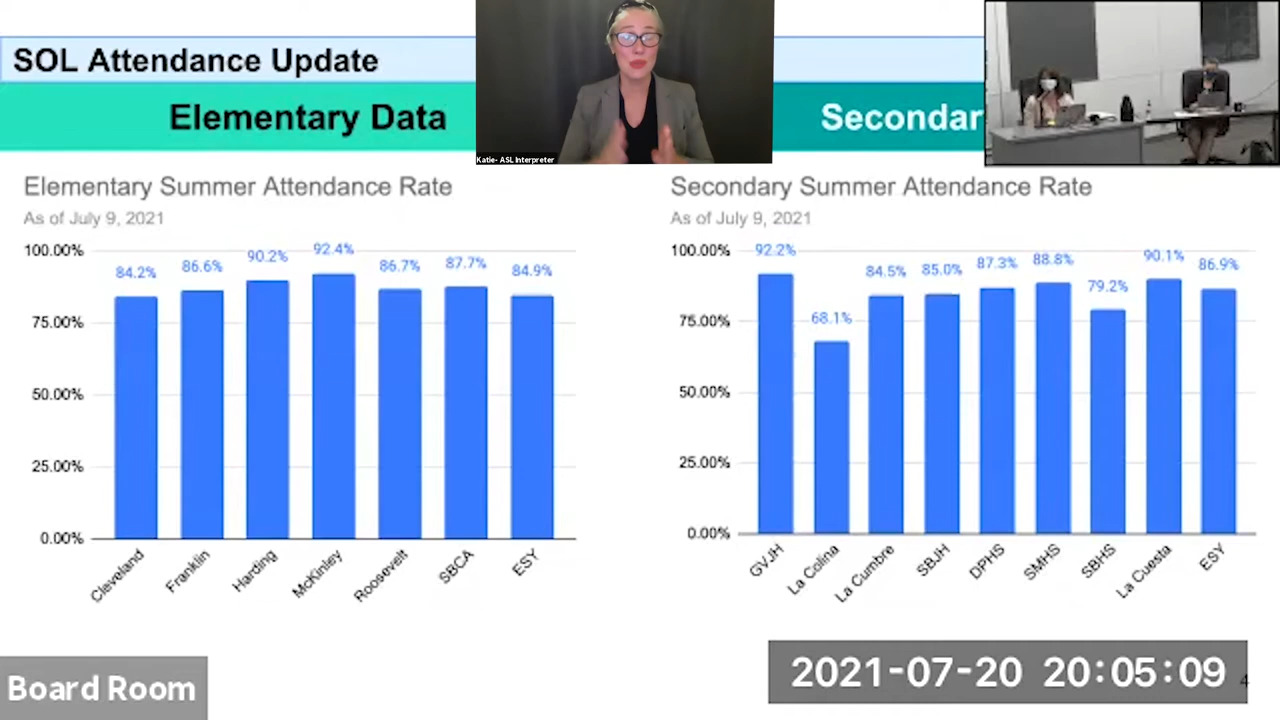 SOL Attendance Update
Elementary Data
Secondar
Katie- ASL Interpreter
Elementary Summer Attendance Rate
As of July 9, 2021
100.00%
75.00%
50.00%
25.00%
0.00%
84.2%
86.6%
90.2%
92.4%
86.7%
87.7%
84.9%
Cleveland
Franklin
Harding
McKinley
Roosevelt
SBCA
ESY
Secondary Summer Attendance Rate
As of July 9, 2021
100.00%
75.00%
50.00%
25.00%
0.00%
92.2%
68.1%
84.5%
85.0%
87.3%
88.8%
79.2%
90.1%
86.9%
GVJH
La Colina
La Cumbre
SBJH
DPHS
SMHS
SBHS
La Cuesta
ESY
Board Room
2021-07-20 20:05:09
4